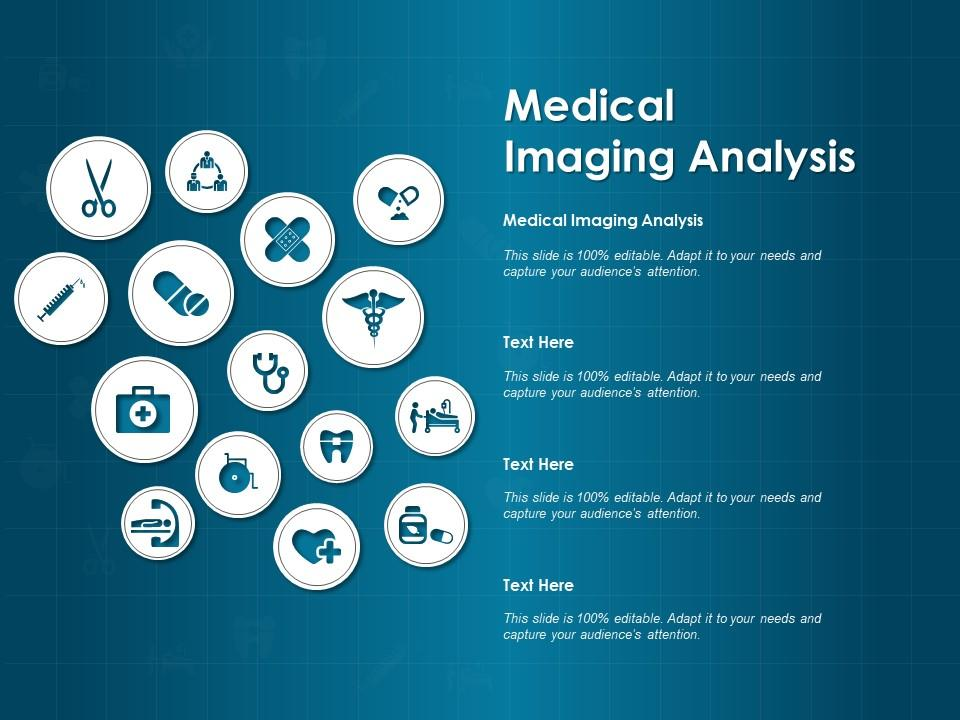 Medical
Imaging Analysis
Medical Imaging Analysis
This slide is 100% editable. Adapt it to your needs and
capture your audience's attention.
Text Here
This slide is 100% editable. Adapt it to your needs and
capture your audience's attention.
Text Here
This slide is 100% editable. Adapt it to your needs and
capture your audience's attention.
Text Here
This slide is 100% editable. Adapt it to your needs and
capture your audience's attention.